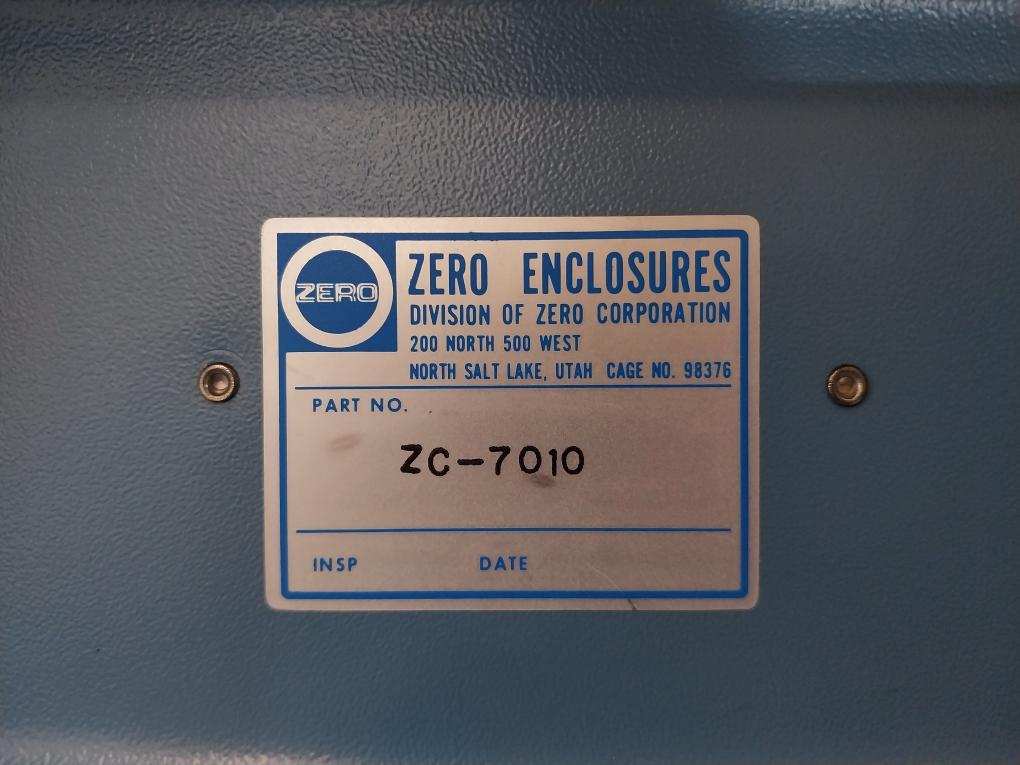 ZERO
ZERO ENCLOSURES
DIVISION OF ZERO CORPORATION
200 NORTH 500 WEST
NORTH SALT LAKE, UTAH CAGE NO. 98376
PART NO.
ZC-7010
INSP DATE